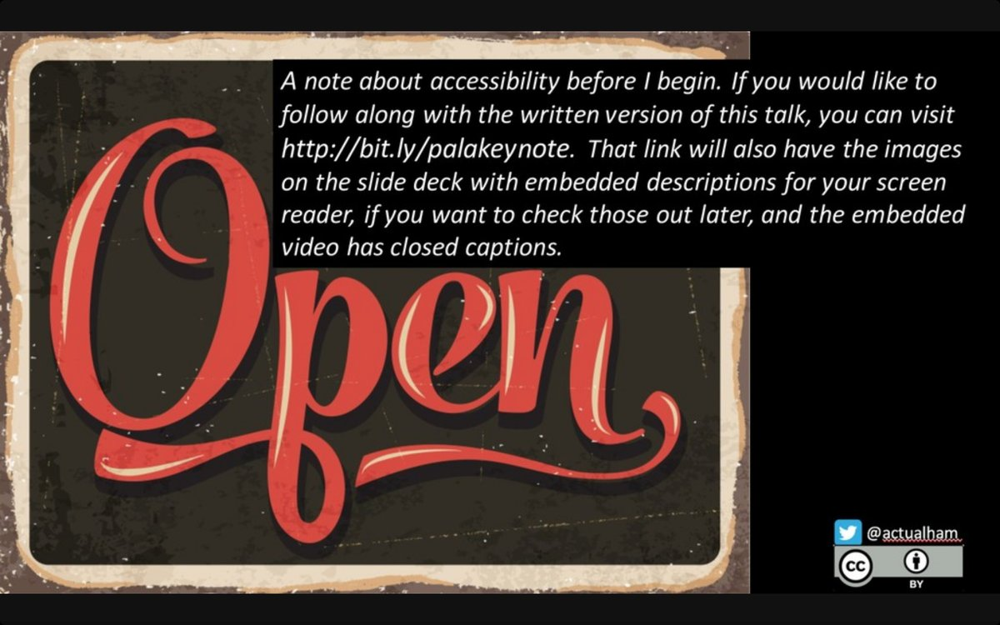 A note about accessibility before I begin. If you would like to
follow along with the written version of this talk, you can visit
http://bit.ly/palakeynote. That link will also have the images
on the slide deck with embedded descriptions for your screen
reader, if you want to check those out later, and the embedded
video has closed captions.
Open
@actualham
cc
BY